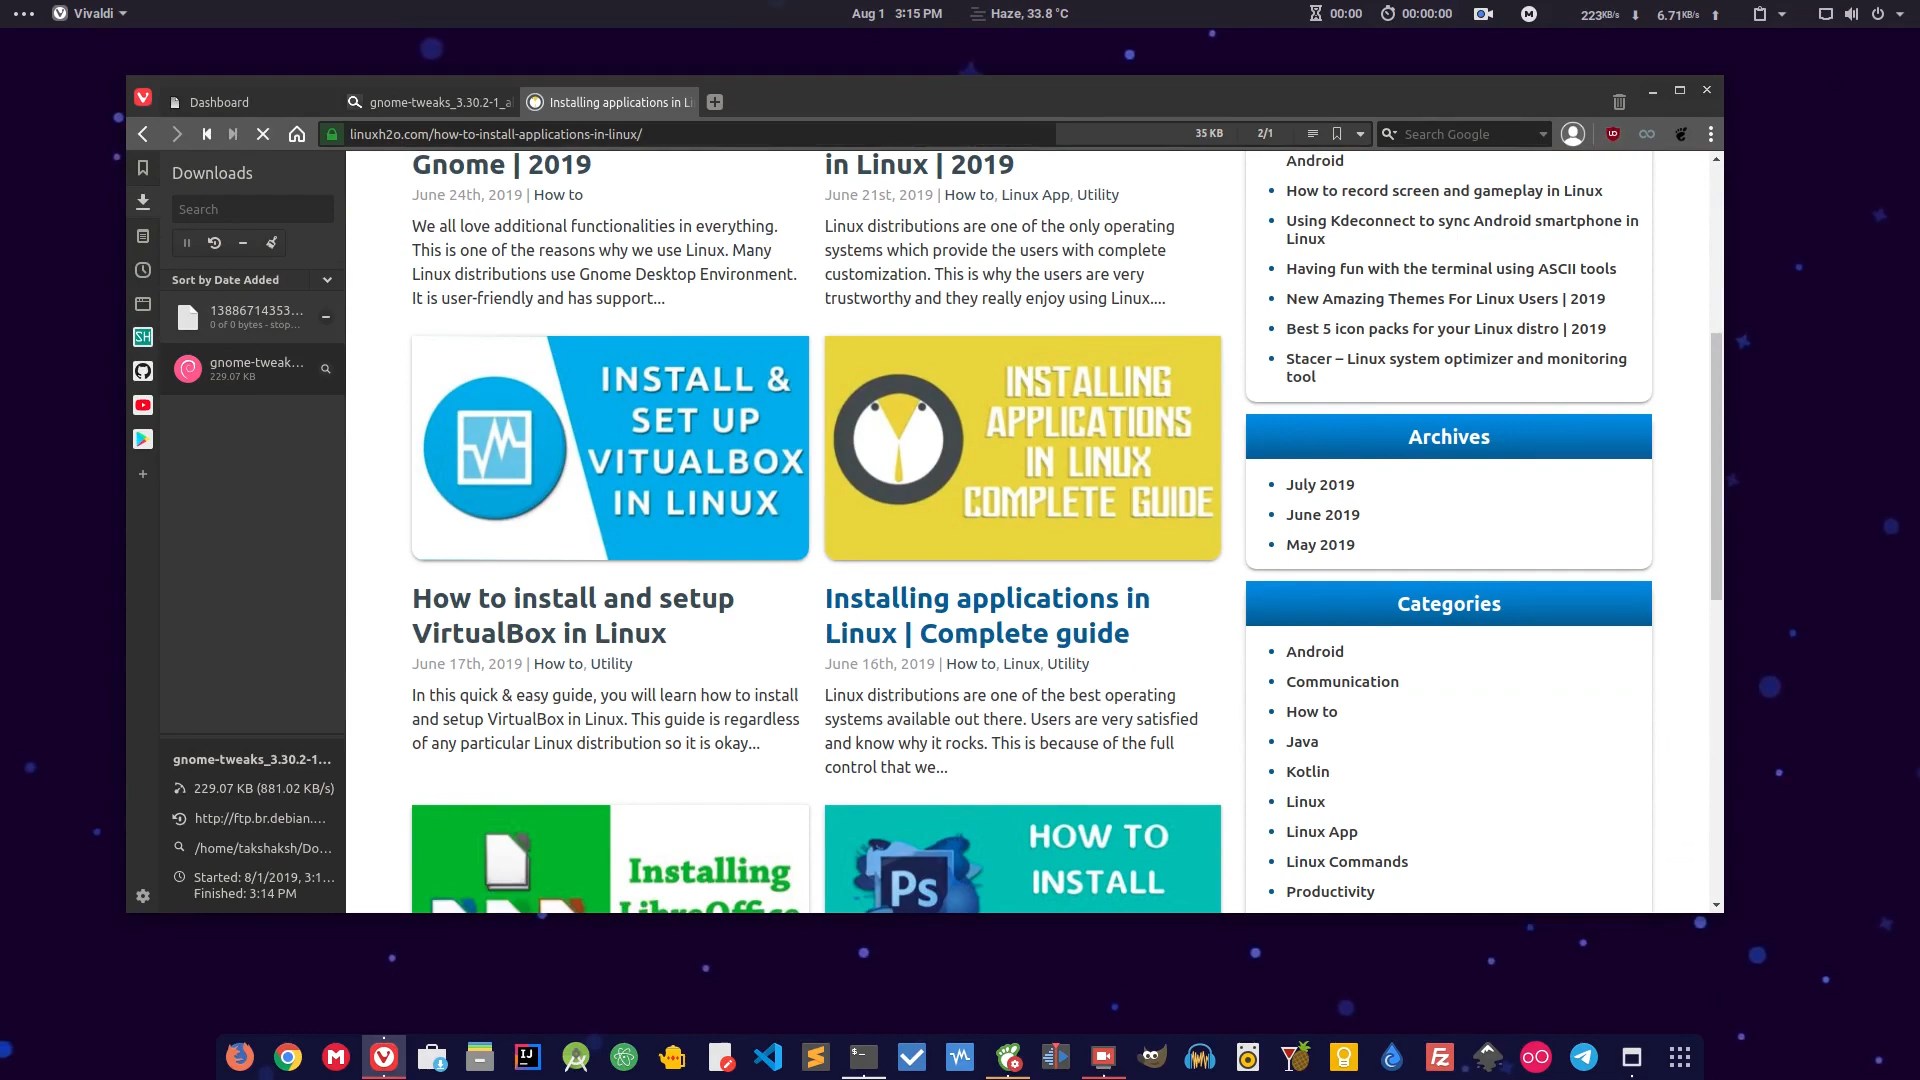 Vivaldi
Aug 1 3:15 PM
Haze, 33.8 °C
00:00
00:00:00
M
223KB/s
6.71KB/s
Dashboard
gnome-tweaks_3.30.2-1_a
Installing applications in Li
linuxh2o.com/how-to-install-applications-in-linux/
35 KB
2/1
Search Google
Downloads
Search
Sort by Date Added
13886714353...
0 of 0 bytes - stop...
gnome-tweak...
229.07 KB
SH
gnome-tweaks_3.30.2-1...
229.07 KB (881.02 KB/s)
http://ftp.br.debian....
/home/takshaksh/Do...
Started: 8/1/2019, 3:1...
Finished: 3:14 PM
Gnome | 2019
June 24th, 2019 | How to
We all love additional functionalities in everything.
This is one of the reasons why we use Linux. Many
Linux distributions use Gnome Desktop Environment.
It is user-friendly and has support...
in Linux | 2019
June 21st, 2019 | How to, Linux App, Utility
Linux distributions are one of the only operating
systems which provide the users with complete
customization. This is why the users are very
trustworthy and they really enjoy using Linux....
INSTALL &
SET UP
VITUALBOX
IN LINUX
INSTALLING
APPLICATIONS
IN LINUX
COMPLETE GUIDE
How to install and setup
VirtualBox in Linux
June 17th, 2019 | How to, Utility
In this quick & easy guide, you will learn how to install
and setup VirtualBox in Linux. This guide is regardless
of any particular Linux distribution so it is okay...
Installing applications in
Linux | Complete guide
June 16th, 2019 | How to, Linux, Utility
Linux distributions are one of the best operating
systems available out there. Users are very satisfied
and know why it rocks. This is because of the full
control that we...
Installing
LibreOffice
Ps
HOW TO
INSTALL
Android
How to record screen and gameplay in Linux
Using Kdeconnect to sync Android smartphone in
Linux
Having fun with the terminal using ASCII tools
New Amazing Themes For Linux Users | 2019
Best 5 icon packs for your Linux distro | 2019
Stacer – Linux system optimizer and monitoring
tool
Archives
July 2019
June 2019
May 2019
Categories
Android
Communication
How to
Java
Kotlin
Linux
Linux App
Linux Commands
Productivity
M
IJ
$-
Fz